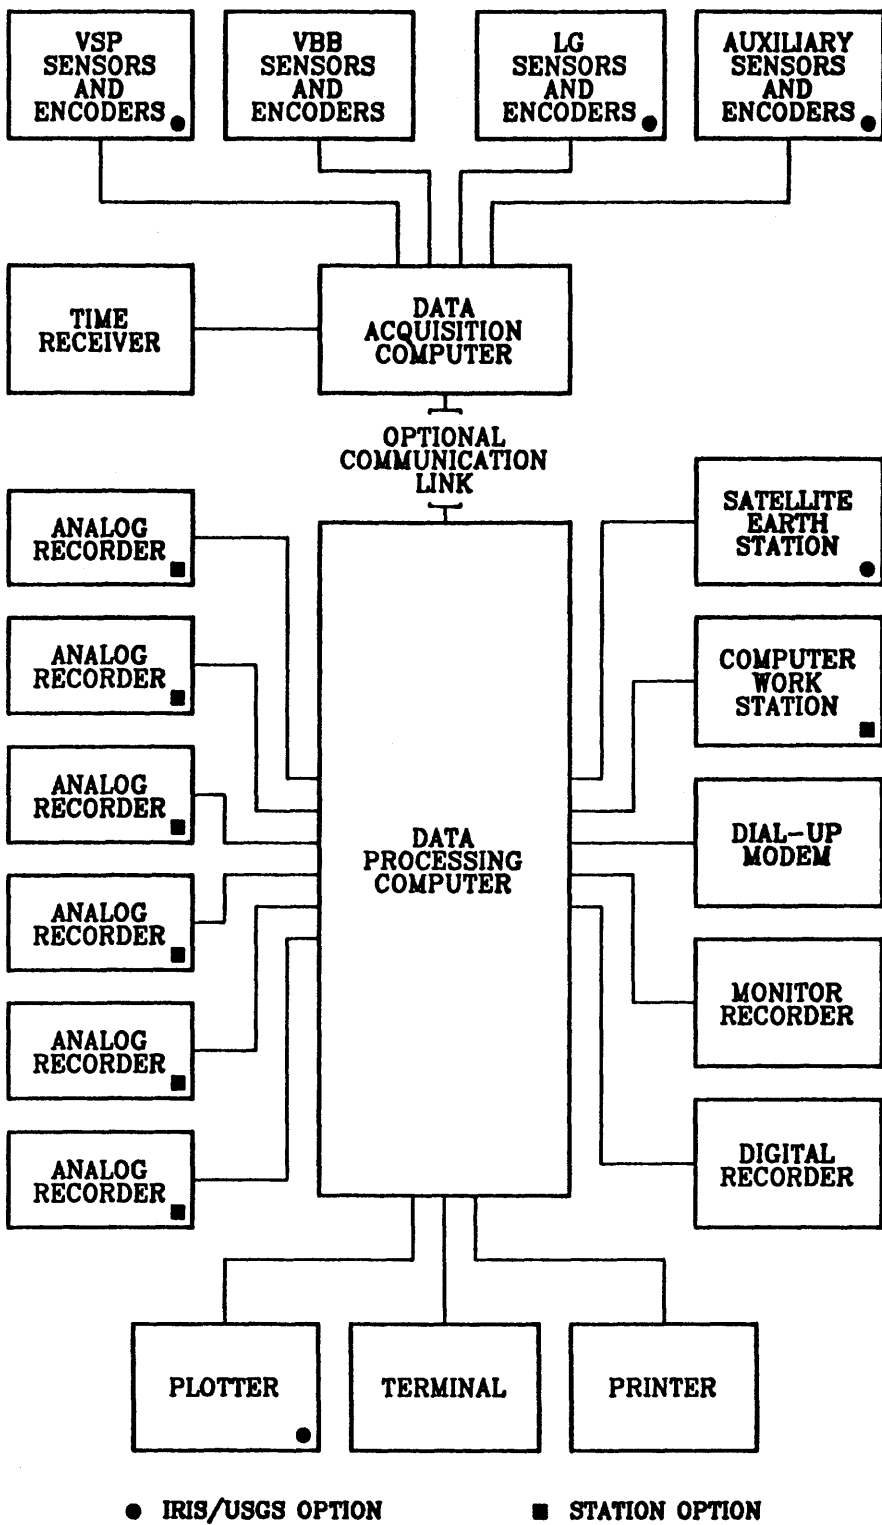 VSP
SENSORS
AND
ENCODERS
VBB
SENSORS
AND
ENCODERS
LG
SENSORS
AND
ENCODERS
AUXILIARY
SENSORS
AND
ENCODERS
TIME
RECEIVER
DATA
ACQUISITION
COMPUTER
OPTIONAL
COMMUNICATION
LINK
ANALOG
RECORDER
ANALOG
RECORDER
ANALOG
RECORDER
ANALOG
RECORDER
ANALOG
RECORDER
ANALOG
RECORDER
DATA
PROCESSING
COMPUTER
SATELLITE
EARTH
STATION
COMPUTER
WORK
STATION
DIAL-UP
MODEM
MONITOR
RECORDER
DIGITAL
RECORDER
PLOTTER
TERMINAL
PRINTER
● IRIS/USGS OPTION
■ STATION OPTION